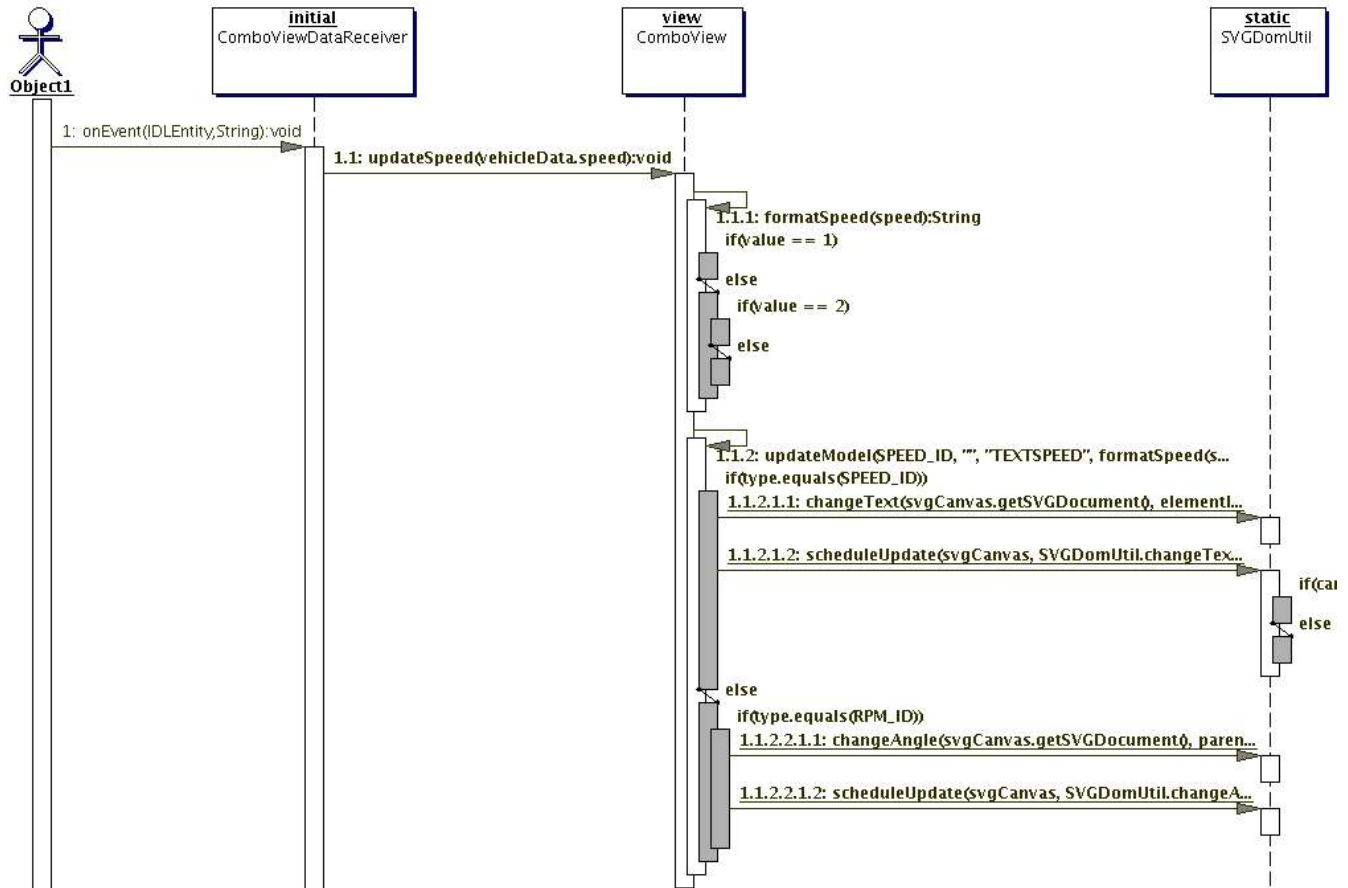 initial
ComboViewDataReceiver
view
ComboView
static
SVGDomUtil
Object1
1: onEvent(IDLEntity,String):void
1.1: updateSpeed(vehicleData.speed):void
1.1.1: formatSpeed(speed):String
if(value == 1)
else
if(value == 2)
else
1.1.2: updateModel(SPEED_ID, "", "TEXTSPEED", formatSpeed(s...
if(type.equals(SPEED_ID))
1.1.2.1.1: changeText(svgCanvas.getSVGDocument(), elementI...
1.1.2.1.2: scheduleUpdate(svgCanvas, SVGDomUtil.changeTex...
if(can
else
else
if(type.equals(RPM_ID))
1.1.2.2.1.1: changeAngle(svgCanvas.getSVGDocument(), paren...
1.1.2.2.1.2: scheduleUpdate(svgCanvas, SVGDomUtil.changeA...